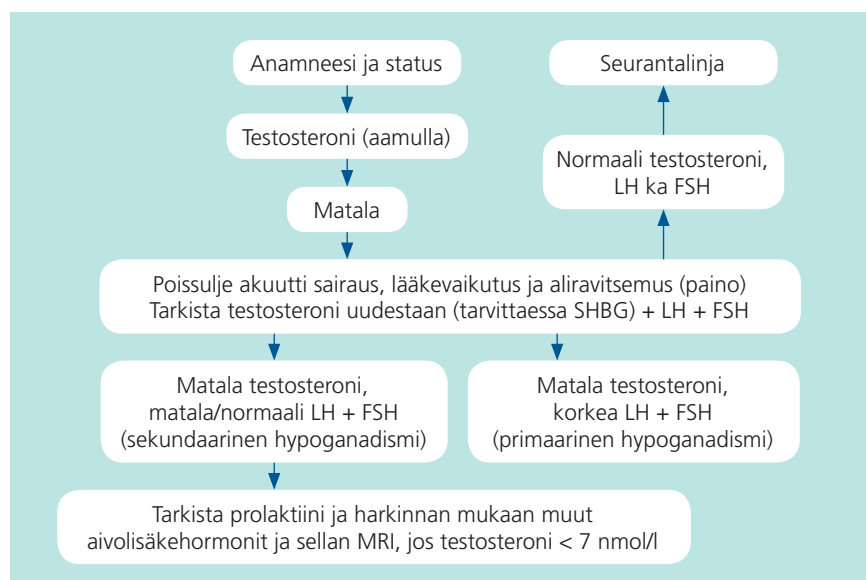 Anamneesi ja status
Seurantalinja
Testosteroni (aamulla)
Normaali testosteroni,
LH ka FSH
Matala
Poissulje akuutti sairaus, lääkevaikutus ja aliravitsemus (paino)
Tarkista testosteroni uudestaan (tarvittaessa SHBG) + LH + FSH
Matala testosteroni,
matala/normaali LH + FSH
(sekundaarinen hypoganadismi)
Matala testosteroni,
korkea LH + FSH
(primaarinen hypoganadismi)
Tarkista prolaktiini ja harkinnan mukaan muut
aivolisäkehormonit ja sellan MRI, jos testosteroni < 7 nmol/l